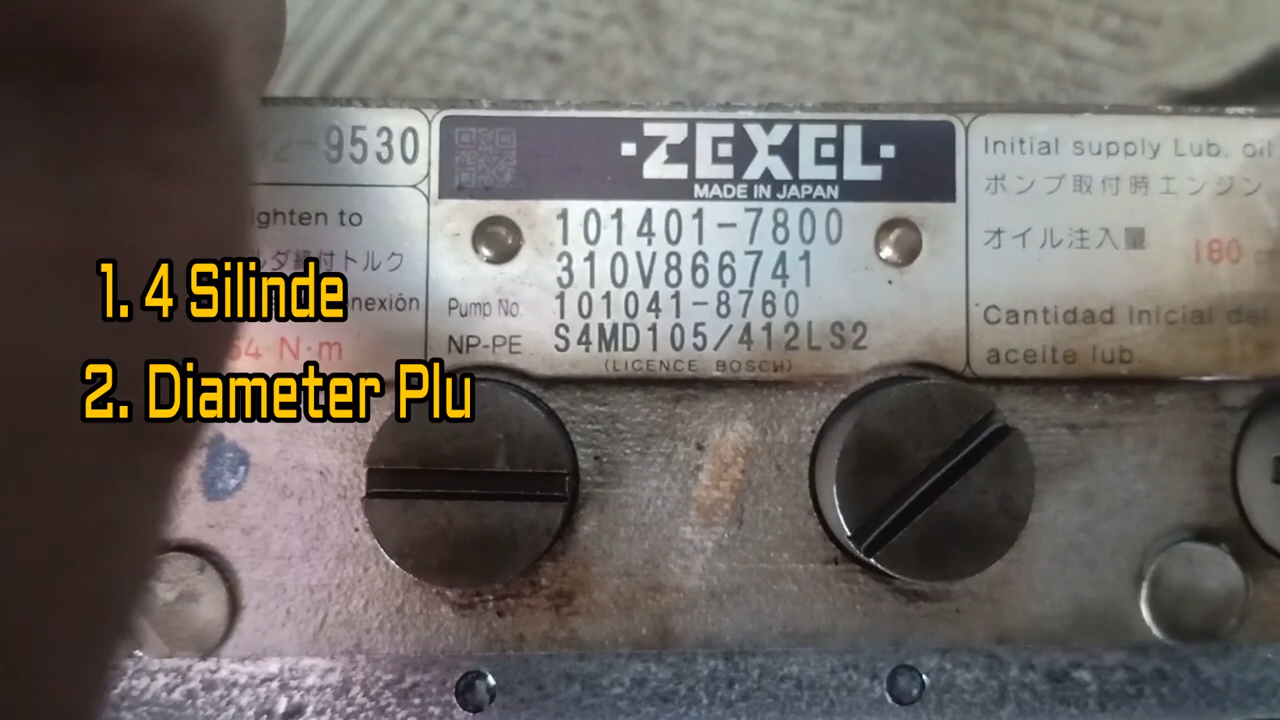 -9530
ighten to
ダ締付トルク
nexión
64 N·m
·ZEXEL·
MADE IN JAPAN
101401-7800
310V866741
Pump No. 101041-8760
NP-PE S4MD105/412LS2
(LICENCE BOSCH)
Initial supply Lub. oil
ポンプ取付時エンジン
オイル注入量
180
Cantidad inicial del
aceite lub.
1. 4 Silinde
2. Diameter Plu